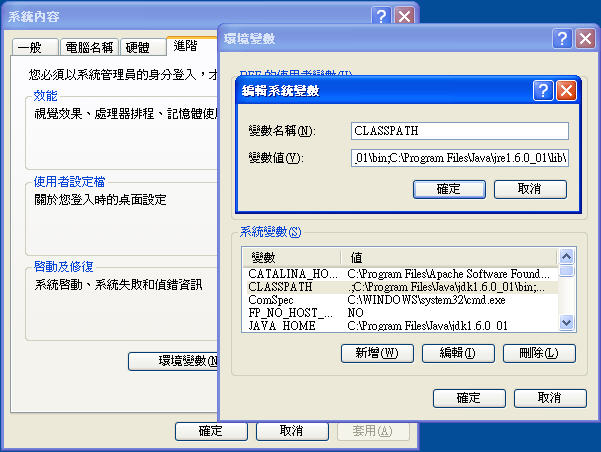 系統內容
一般 電腦名稱 硬體 進階
您必須以系統管理員的身分登入，才
效能
視覺效果、處理器排程、記憶體使用
使用者設定檔
關於您登入時的桌面設定
啟動及修復
系統啟動、系統失敗和偵錯資訊
環境變數(N
確定 取消 套用(A)
環境變數
的使用者變數(U)
編輯系統變數
變數名稱(N): CLASSPATH
變數值(V): _01\bin;C:\Program Files\Java\jre1.6.0_01\lib\
確定 取消
系統變數(S)
變數 值
CATALINA_HO... C:\Program Files\Apache Software Found...
CLASSPATH .;C:\Program Files\Java\jdk1.6.0_01\bin;...
ComSpec C:\WINDOWS\system32\cmd.exe
FP_NO_HOST_... NO
JAVA_HOME C:\Program Files\Java\jdk1.6.0_01
新增(W) 編輯(I) 刪除(L)
確定 取消